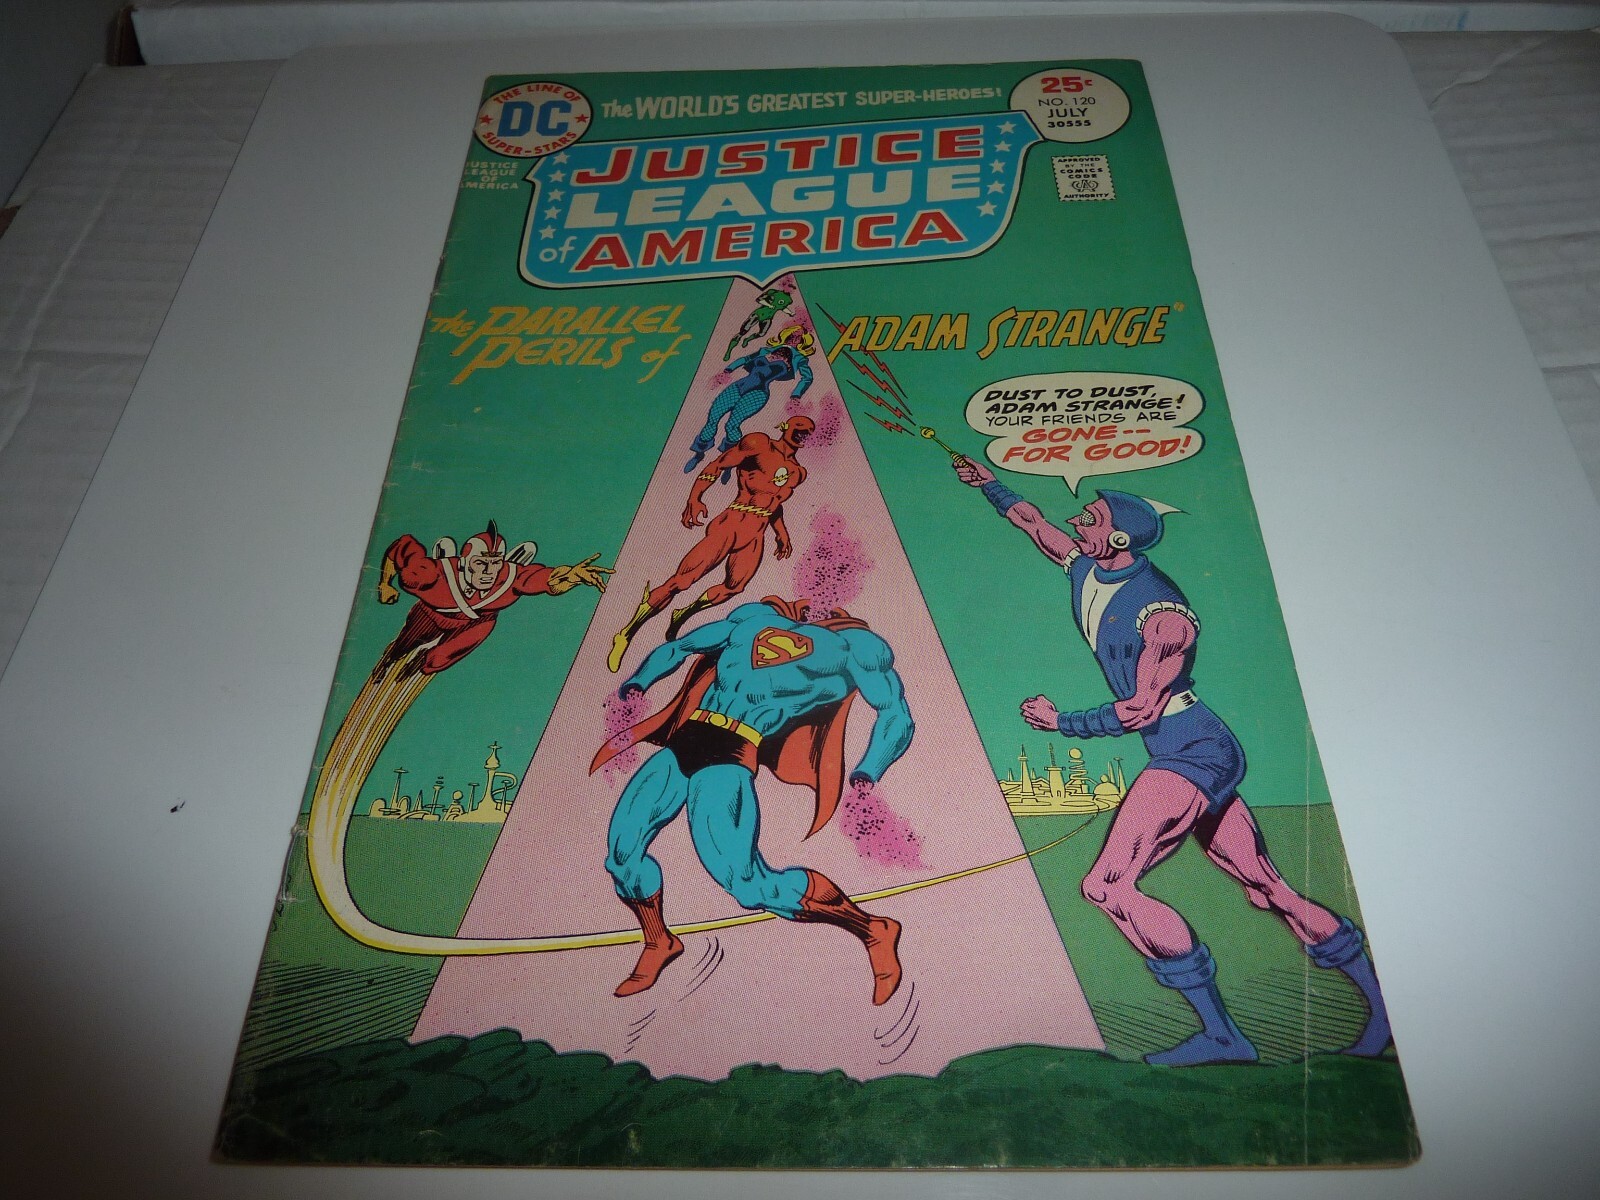 THE LINE OF
DC
SUPER-STARS
The WORLD'S GREATEST SUPER-HEROES!
25¢
NO. 120
JULY
30555
JUSTICE
LEAGUE
OF
AMERICA
APPROVED
BY THE
COMICS
CODE
CA
AUTHORITY
JUSTICE
LEAGUE
of AMERICA
The PARALLEL
PERILS of
ADAM STRANGE"
DUST TO DUST,
ADAM STRANGE!
YOUR FRIENDS ARE
GONE--
FOR GOOD!
S